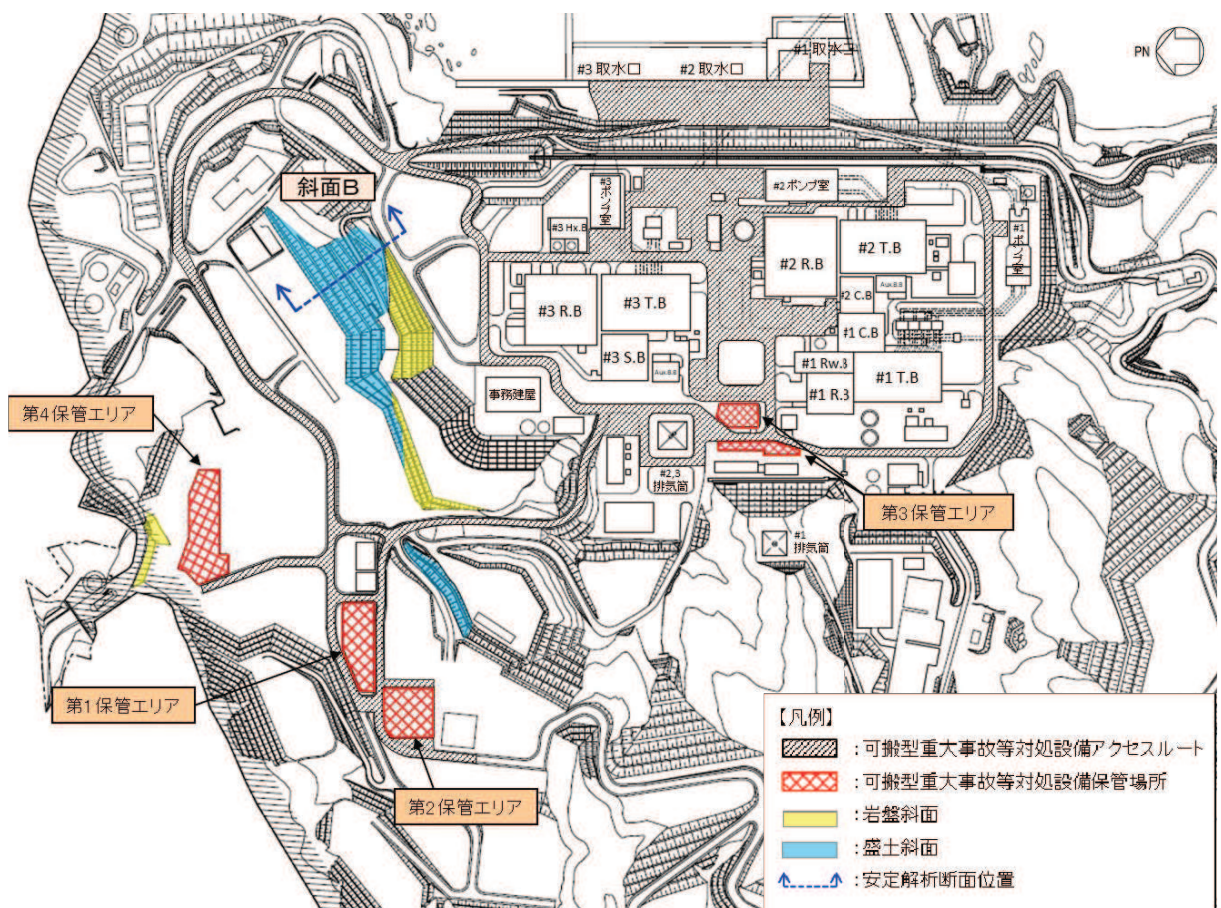 #1 取水口
#3 取水口
#2 取水口
PN
斜面B
#3 ポンプ室
#2 ポンプ室
#1 ポンプ室
#3 Hx.B
#2 R.B
#2 T.B
#3 R.B
#3 T.B
Aux.B.B
#2 C.B
#1 C.B
#3 S.B
Aux.B.B
#1 Rw.B
#1 T.B
#1 R.B
事務建屋
第4保管エリア
#2,3
排気筒
第3保管エリア
#1
排気筒
第1保管エリア
第2保管エリア
【凡例】
:可搬型重大事故等対処設備アクセスルート
:可搬型重大事故等対処設備保管場所
:岩盤斜面
:盛土斜面
:安定解析断面位置